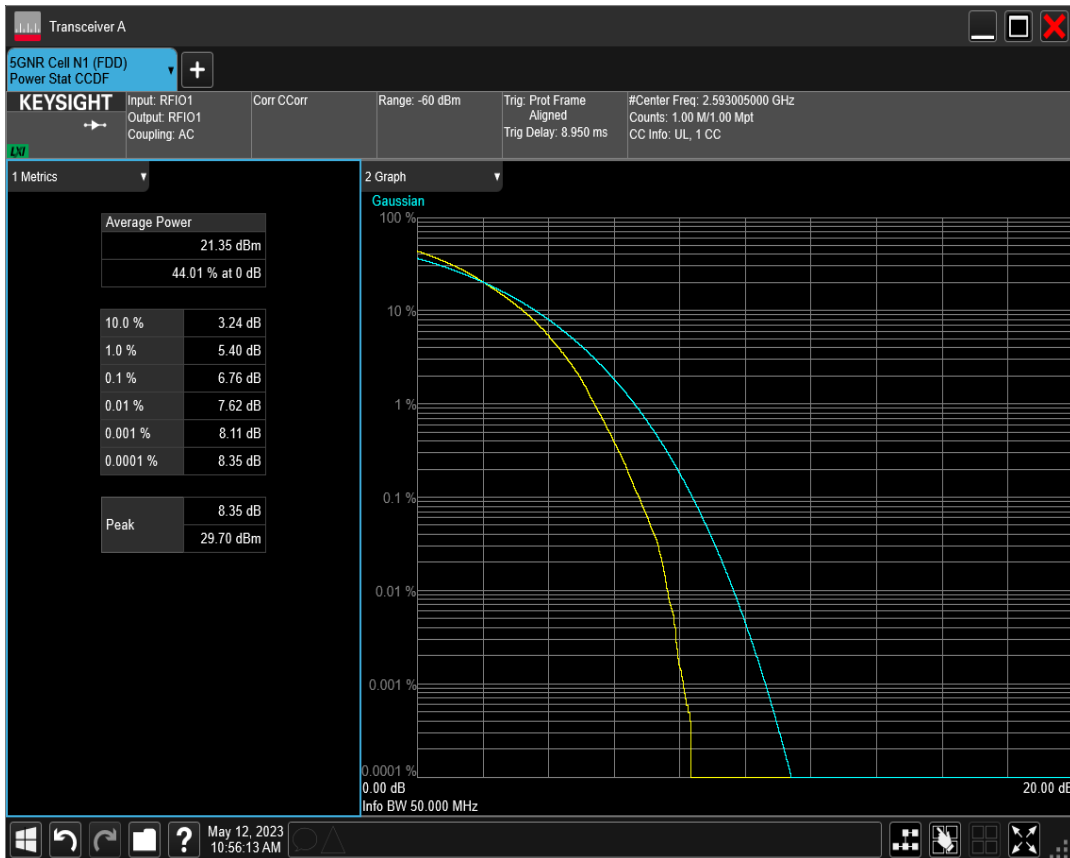 Transceiver A
5GNR Cell N1 (FDD)
Power Stat CCDF
+
KEYSIGHT
LXI
Input: RFIO1
Output: RFIO1
Coupling: AC
Corr CCorr
Range: -60 dBm
Trig: Prot Frame
Aligned
Trig Delay: 8.950 ms
#Center Freq: 2.593005000 GHz
Counts: 1.00 M/1.00 Mpt
CC Info: UL, 1 CC
1 Metrics
Average Power
21.35 dBm
44.01 % at 0 dB
10.0 % 3.24 dB
1.0 % 5.40 dB
0.1 % 6.76 dB
0.01 % 7.62 dB
0.001 % 8.11 dB
0.0001 % 8.35 dB
Peak
8.35 dB
29.70 dBm
2 Graph
Gaussian
100 %
10 %
1 %
0.1 %
0.01 %
0.001 %
0.0001 %
0.00 dB 20.00 dB
Info BW 50.000 MHz
?
May 12, 2023
10:56:13 AM